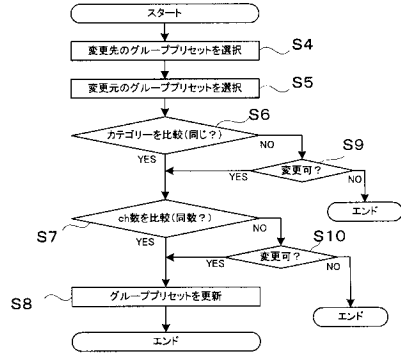 スタート
変更先のグループプリセットを選択
S4
変更元のグループプリセットを選択
S5
S6
カテゴリーを比較(同じ?)
NO
S9
YES
YES
変更可?
NO
エンド
S7
ch数を比較(同数?)
NO
S10
YES
YES
変更可?
NO
S8
グループプリセットを更新
エンド
エンド